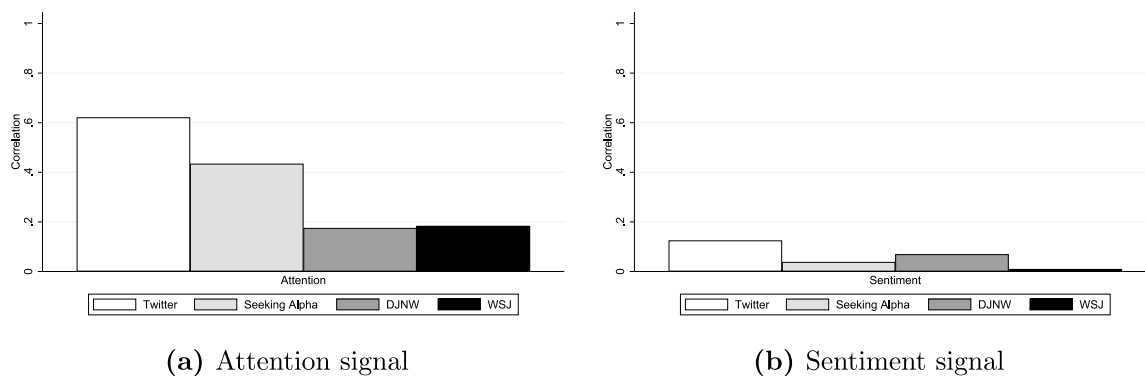 1
.8
.6
.4
.2
0
Correlation
Attention
Twitter Seeking Alpha DJNW WSJ
(a) Attention signal
1
.8
.6
.4
.2
0
Correlation
Sentiment
Twitter Seeking Alpha DJNW WSJ
(b) Sentiment signal